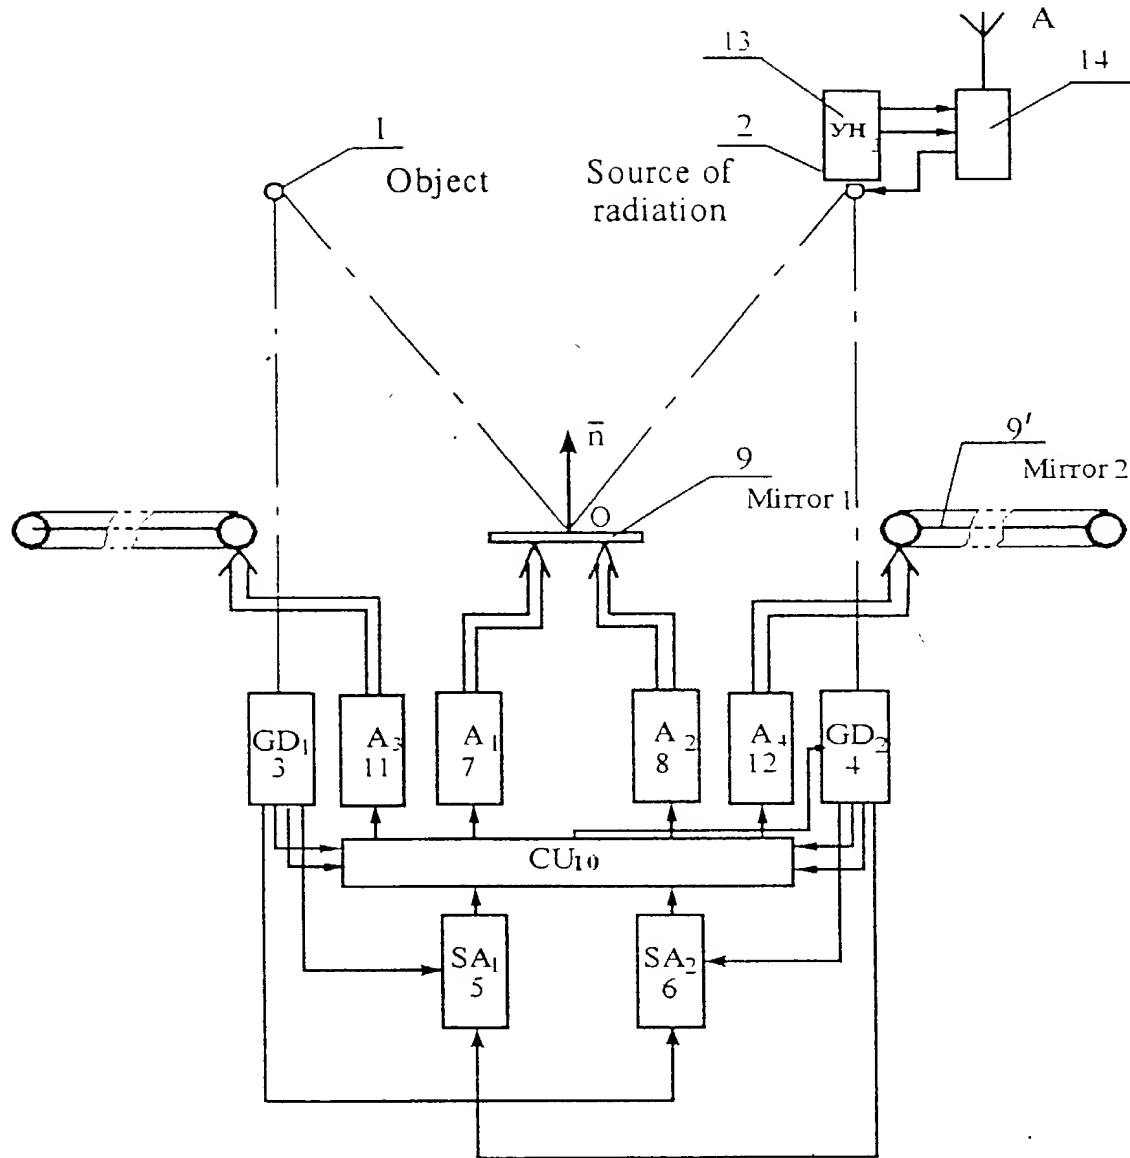 A
13
14
УН
1
2
Object
Source of
radiation
n̄
9
9′
Mirror 2
Mirror 1
O
GD₁
3
A₃
11
A₁
7
A₂
8
A₄
12
GD₂
4
CU₁₀
SA₁
5
SA₂
6